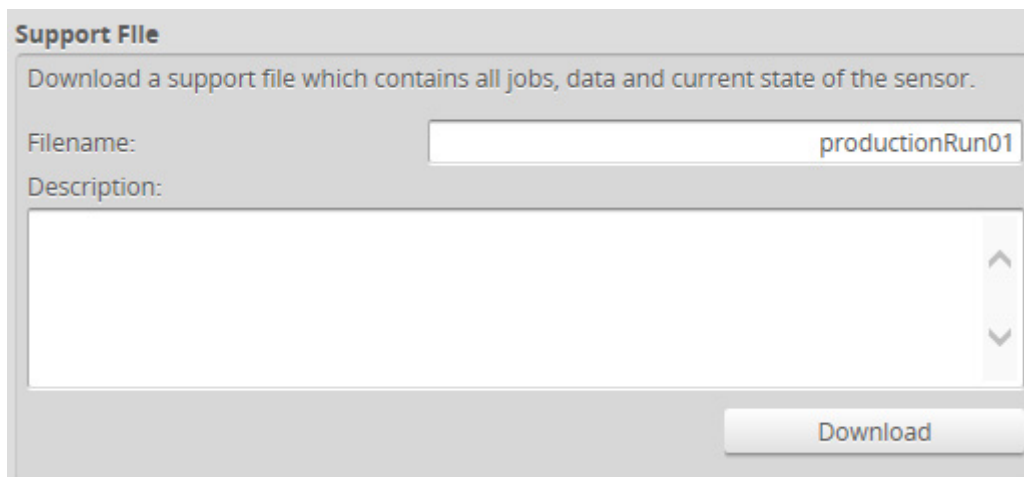 Support File
Download a support file which contains all jobs, data and current state of the sensor.
Filename:
productionRun01
Description:
Download